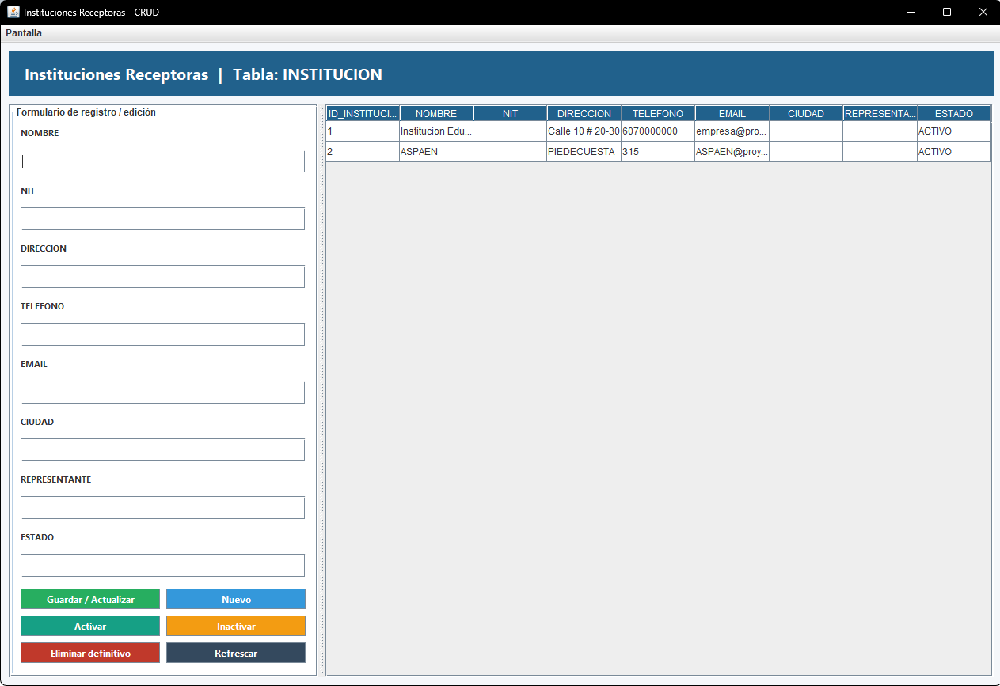 Instituciones Receptoras - CRUD
Pantalla
Instituciones Receptoras | Tabla: INSTITUCION
Formulario de registro / edición
NOMBRE
NIT
DIRECCION
TELEFONO
EMAIL
CIUDAD
REPRESENTANTE
ESTADO
Guardar / Actualizar Nuevo
Activar Inactivar
Eliminar definitivo Refrescar
ID_INSTITUCI... NOMBRE NIT DIRECCION TELEFONO EMAIL CIUDAD REPRESENTA... ESTADO
1 Institucion Edu... Calle 10 # 20-30 6070000000 empresa@pro... ACTIVO
2 ASPAEN PIEDECUESTA 315 ASPAEN@proy... ACTIVO